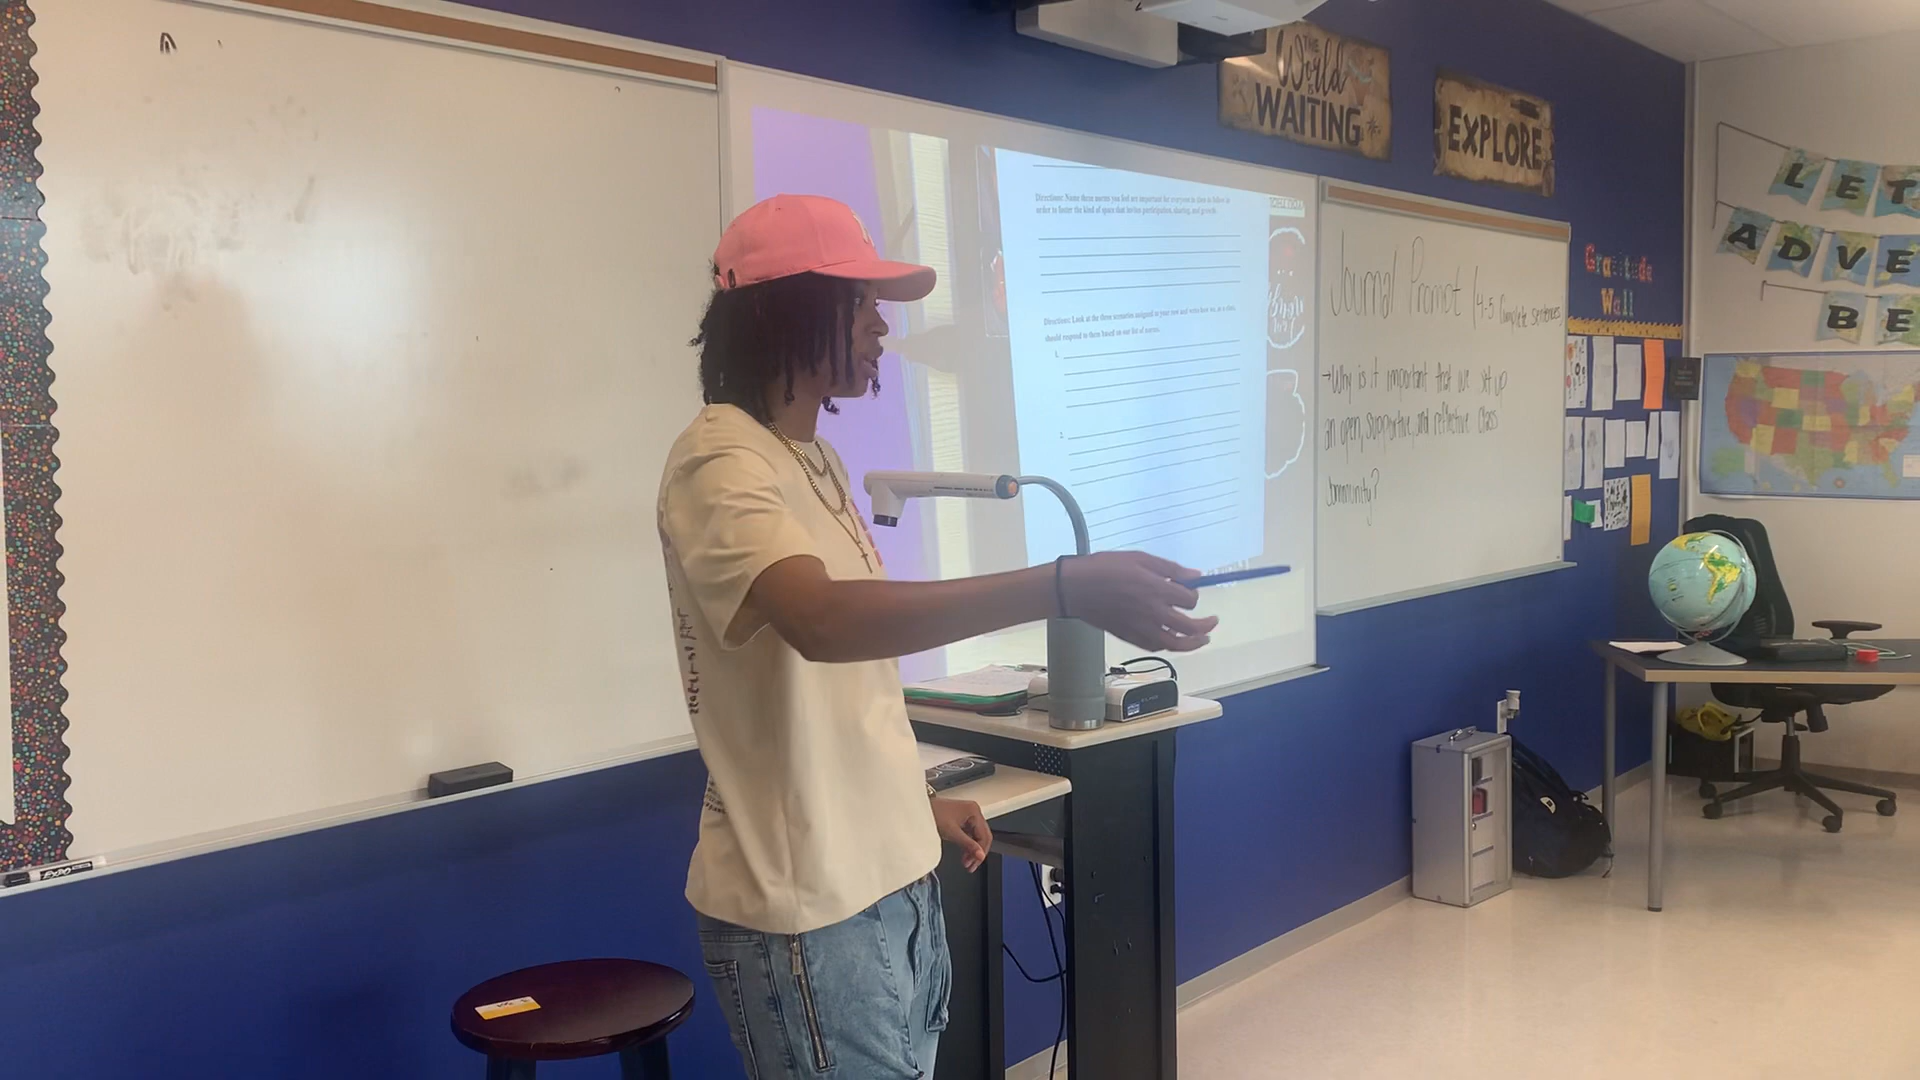 THE
World
IS
WAITING
EXPLORE
LET
ADVE
BE
Gratitude
Wall
Directions: Name three norms you feel are important for everyone in class to follow in
order to foster the kind of space that invites participation, sharing, and growth.
Directions: Look at the three scenarios assigned to your row and write how we, as a class,
should respond to them based on our list of norms.
1.
2.
Journal Prompt (4-5 Complete sentences
→Why is it important that we set up
an open, supportive, and reflective class
community?
EXPO